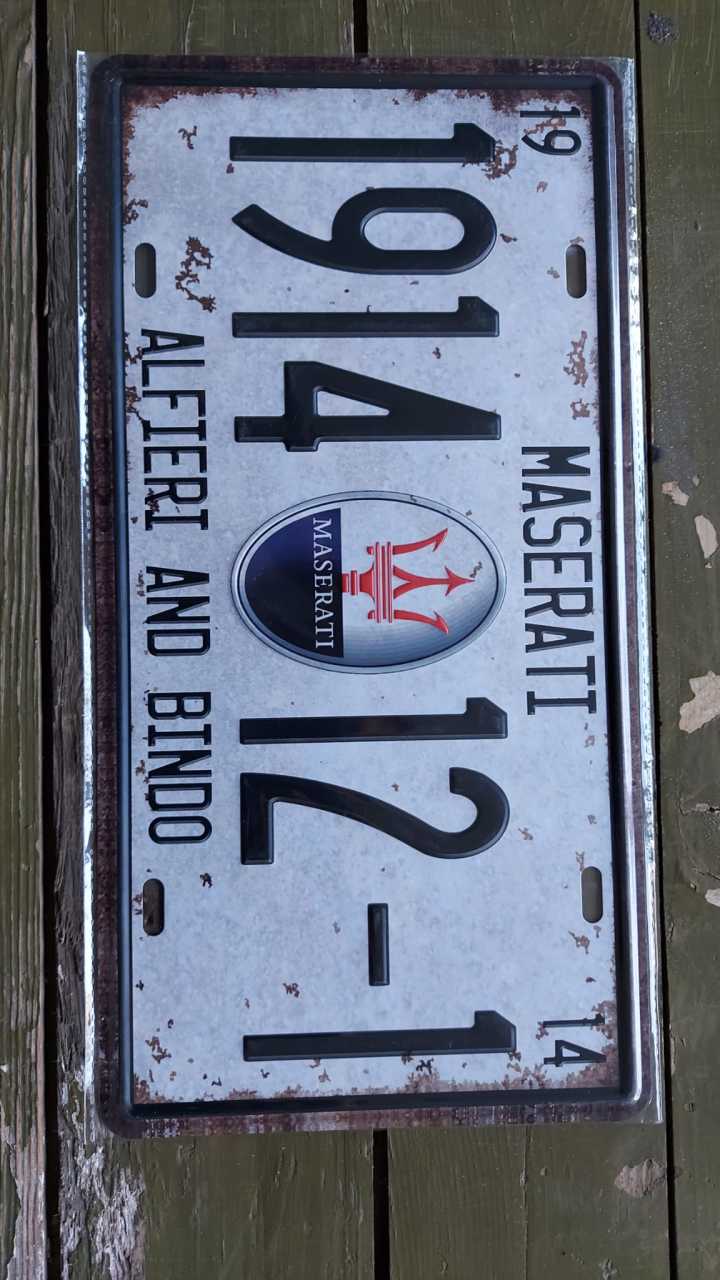 19 MASERATI 14
1914 MASERATI 12-1
ALFIERI AND BINDO